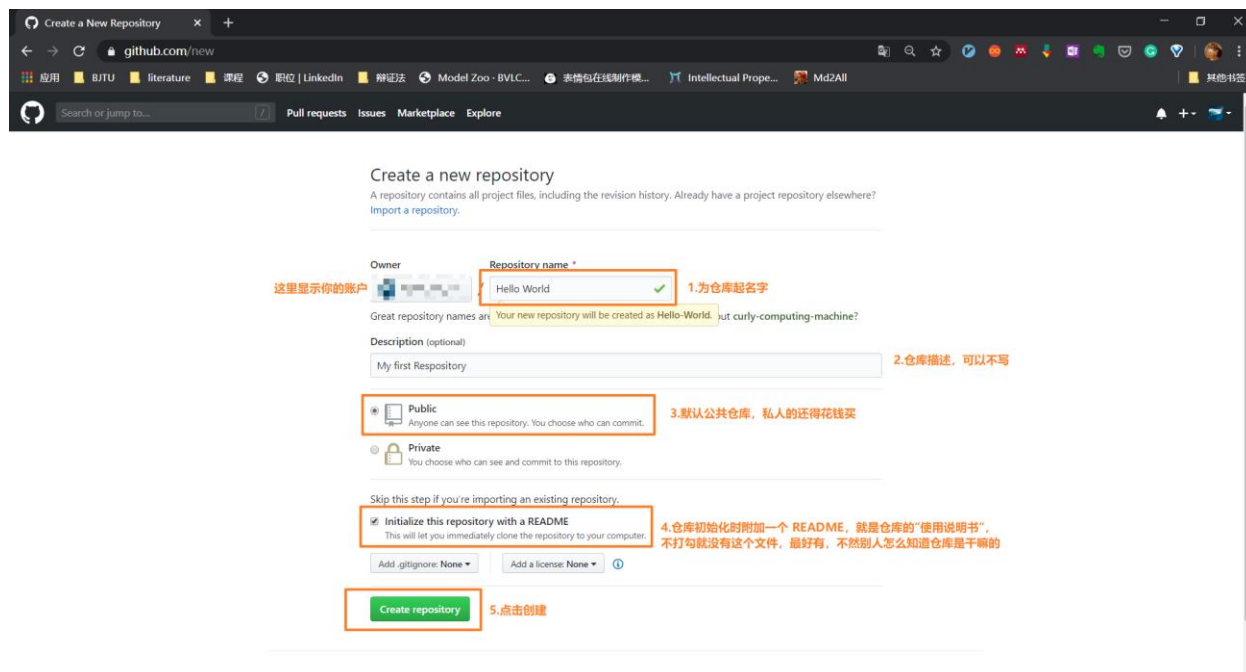 Create a New Repository
github.com/new
应用 BJTU literature 课程 职位 | LinkedIn 辩证法 Model Zoo · BVLC... 表情包在线制作模... Intellectual Prope... Md2All 其他书签
Search or jump to... / Pull requests Issues Marketplace Explore
Create a new repository
A repository contains all project files, including the revision history. Already have a project repository elsewhere?
Import a repository.
Owner Repository name *
这里显示你的账户 / Hello World 1.为仓库起名字
Great repository names are Your new repository will be created as Hello-World. out curly-computing-machine?
Description (optional)
My first Respository 2.仓库描述，可以不写
Public
Anyone can see this repository. You choose who can commit. 3.默认公共仓库，私人的还得花钱买
Private
You choose who can see and commit to this repository.
Skip this step if you're importing an existing repository.
Initialize this repository with a README 4.仓库初始化时附加一个 README，就是仓库的"使用说明书"，
This will let you immediately clone the repository to your computer. 不打勾就没有这个文件，最好有，不然别人怎么知道仓库是干嘛的
Add .gitignore: None Add a license: None
Create repository 5.点击创建